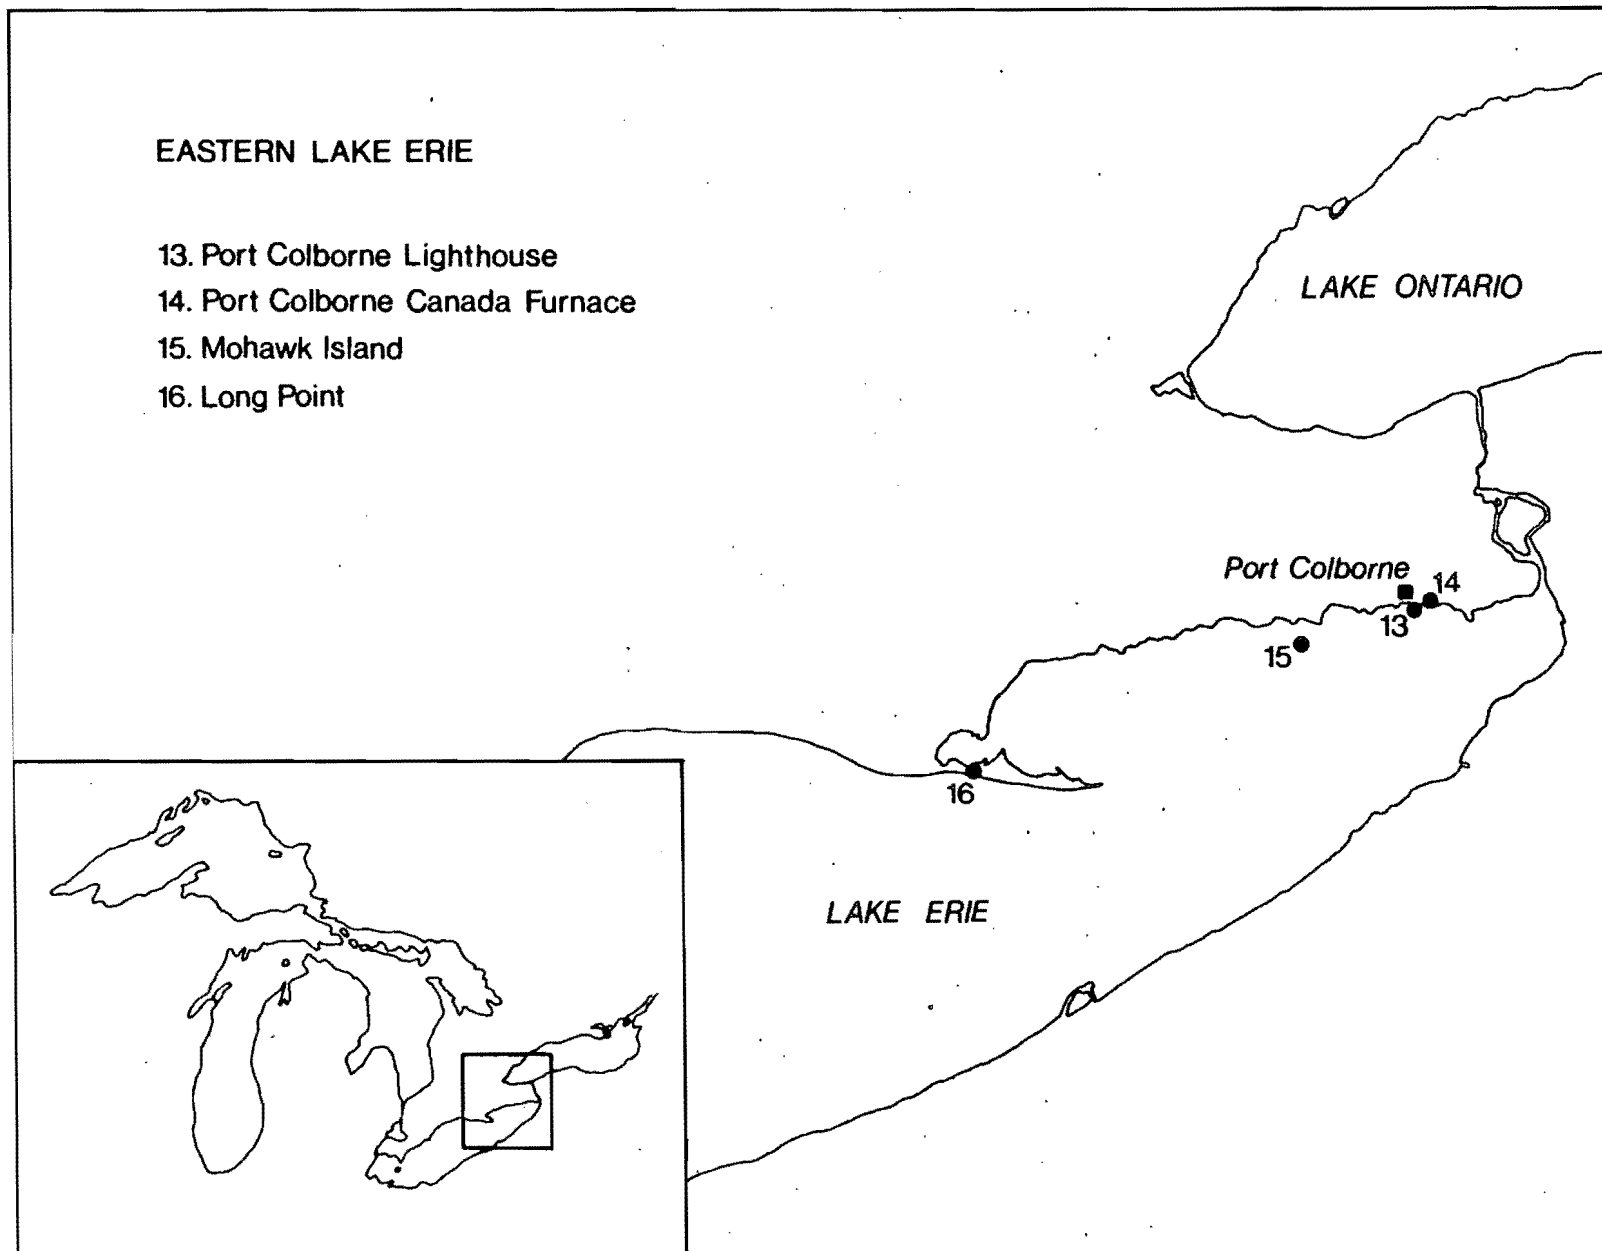 EASTERN LAKE ERIE
13. Port Colborne Lighthouse
14. Port Colborne Canada Furnace
15. Mohawk Island
16. Long Point
LAKE ONTARIO
Port Colborne
14
13
15
16
LAKE ERIE